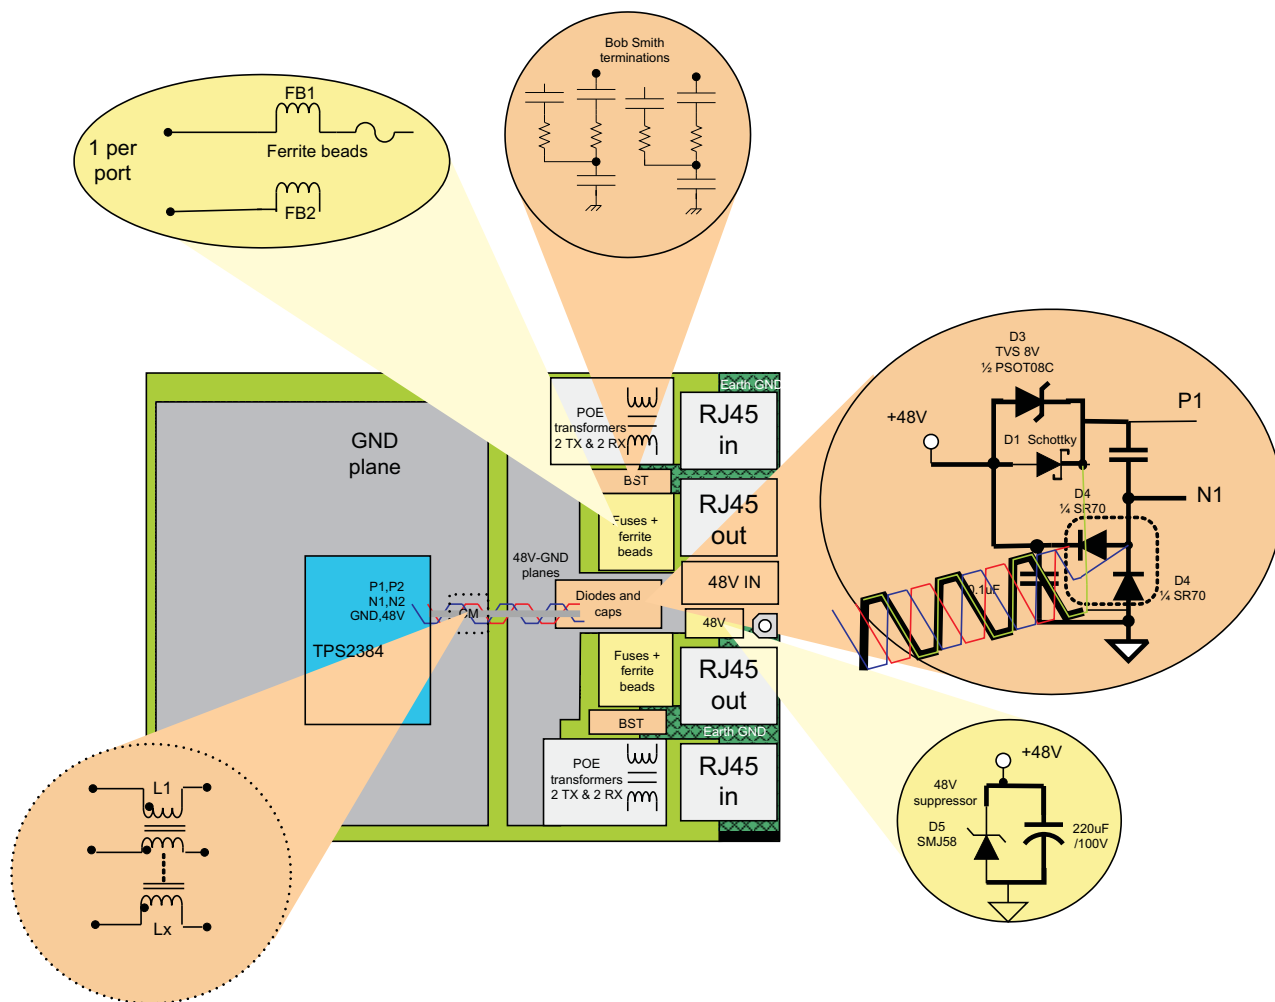 Bob Smith
terminations
FB1
Ferrite beads
1 per
port
FB2
D3
TVS 8V
½ PSOT08C
+48V
P1
D1 Schottky
N1
D4
¼ SR70
0.1uF
D4
¼ SR70
Earth GND
POE
transformers
2 TX & 2 RX
RJ45
in
GND
plane
BST
Fuses +
ferrite
beads
RJ45
out
48V-GND
planes
48V IN
Diodes and
caps
P1,P2
N1,N2
GND,48V
CM
48V
TPS2384
Fuses +
ferrite
beads
RJ45
out
BST
Earth GND
POE
transformers
2 TX & 2 RX
RJ45
in
L1
Lx
+48V
48V
suppressor
D5
SMJ58
220uF
/100V